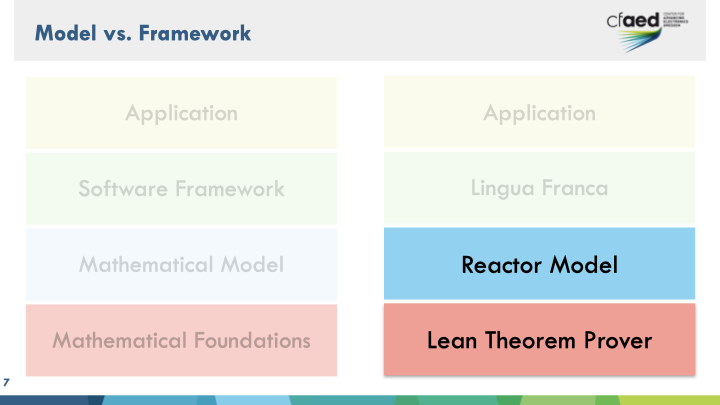 Model vs. Framework
cfaed
CENTER FOR
ADVANCING
ELECTRONICS
DRESDEN
Application
Software Framework
Mathematical Model
Mathematical Foundations
Application
Lingua Franca
Reactor Model
Lean Theorem Prover
7